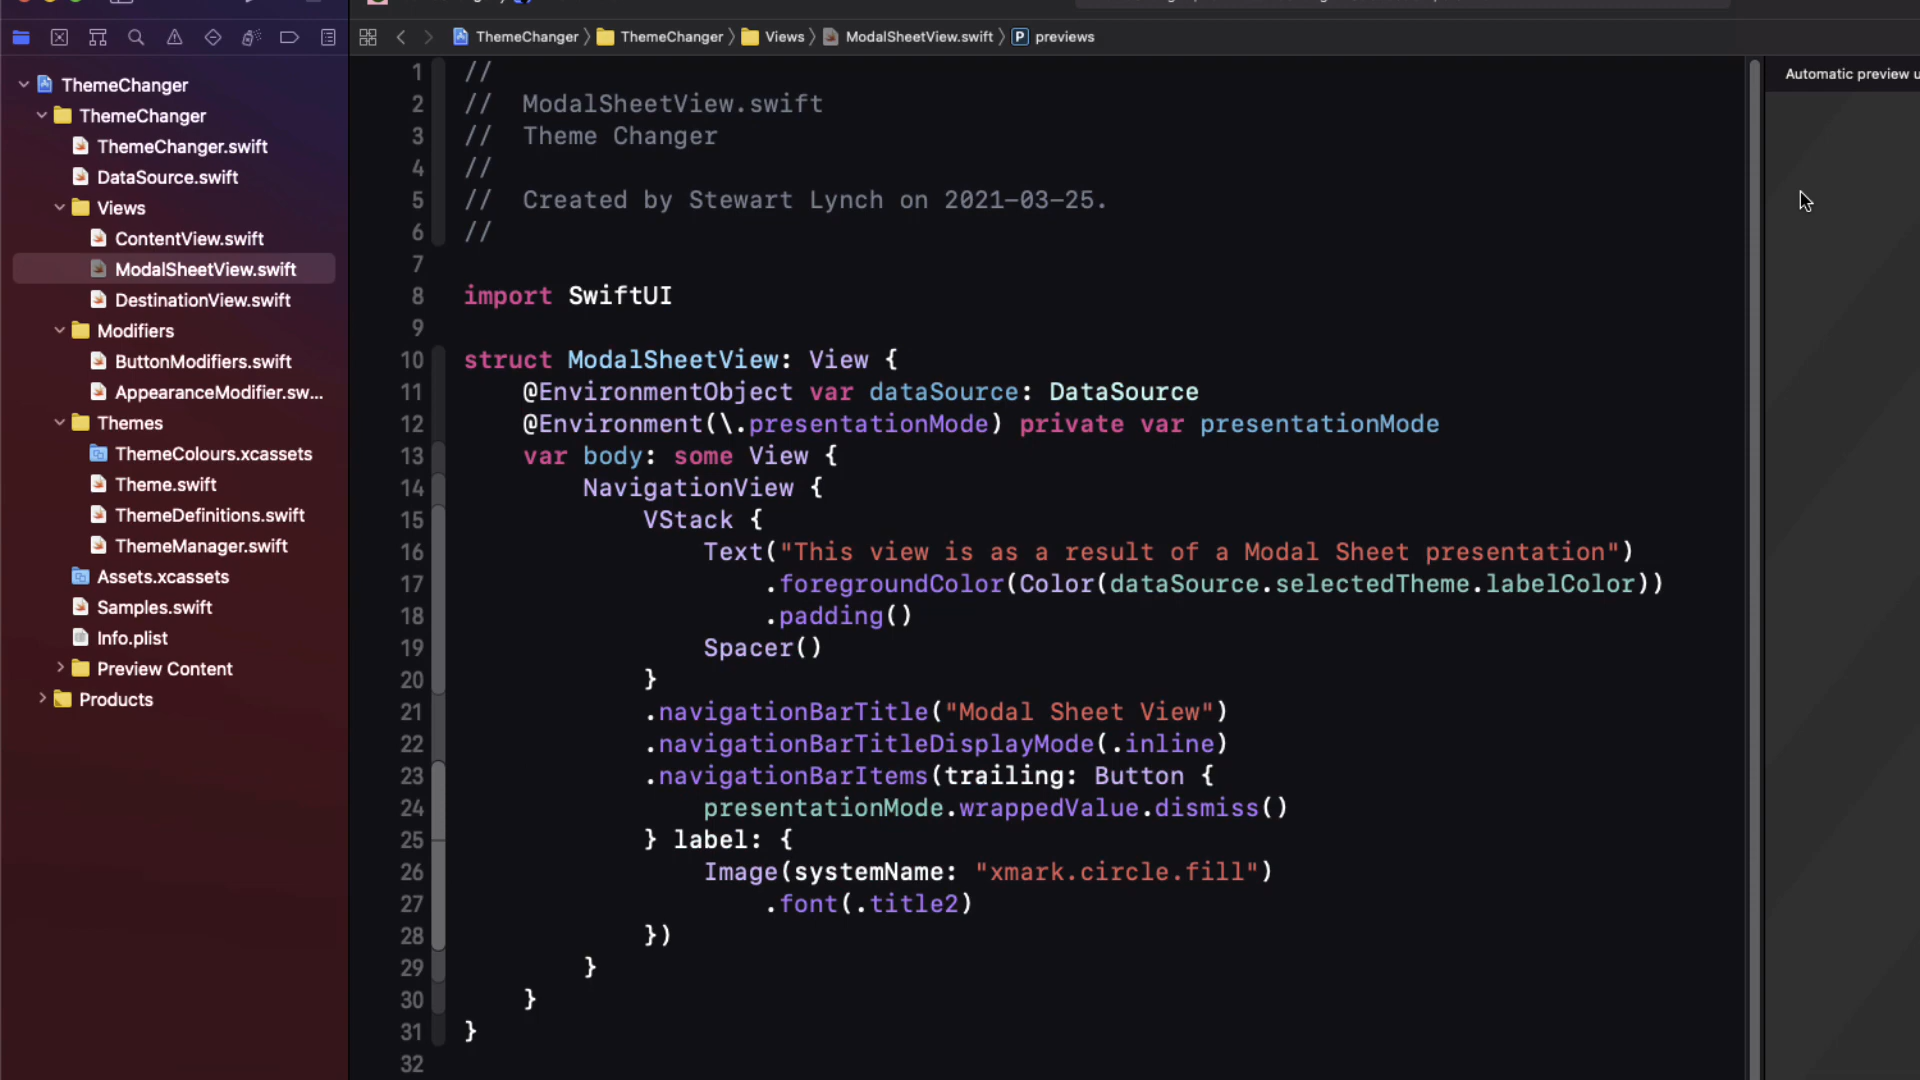 ThemeChanger
ThemeChanger
ThemeChanger.swift
DataSource.swift
Views
ContentView.swift
ModalSheetView.swift
DestinationView.swift
Modifiers
ButtonModifiers.swift
AppearanceModifier.sw...
Themes
ThemeColours.xcassets
Theme.swift
ThemeDefinitions.swift
ThemeManager.swift
Assets.xcassets
Samples.swift
Info.plist
Preview Content
Products
ThemeChanger ⟩ ThemeChanger ⟩ Views ⟩ ModalSheetView.swift ⟩ P previews
1 //
2 //  ModalSheetView.swift
3 //  Theme Changer
4 //
5 //  Created by Stewart Lynch on 2021-03-25.
6 //
7
8 import SwiftUI
9
10 struct ModalSheetView: View {
11     @EnvironmentObject var dataSource: DataSource
12     @Environment(\.presentationMode) private var presentationMode
13     var body: some View {
14         NavigationView {
15             VStack {
16                 Text("This view is as a result of a Modal Sheet presentation")
17                     .foregroundColor(Color(dataSource.selectedTheme.labelColor))
18                     .padding()
19                 Spacer()
20             }
21             .navigationBarTitle("Modal Sheet View")
22             .navigationBarTitleDisplayMode(.inline)
23             .navigationBarItems(trailing: Button {
24                 presentationMode.wrappedValue.dismiss()
25             } label: {
26                 Image(systemName: "xmark.circle.fill")
27                     .font(.title2)
28             })
29         }
30     }
31 }
32
Automatic preview u